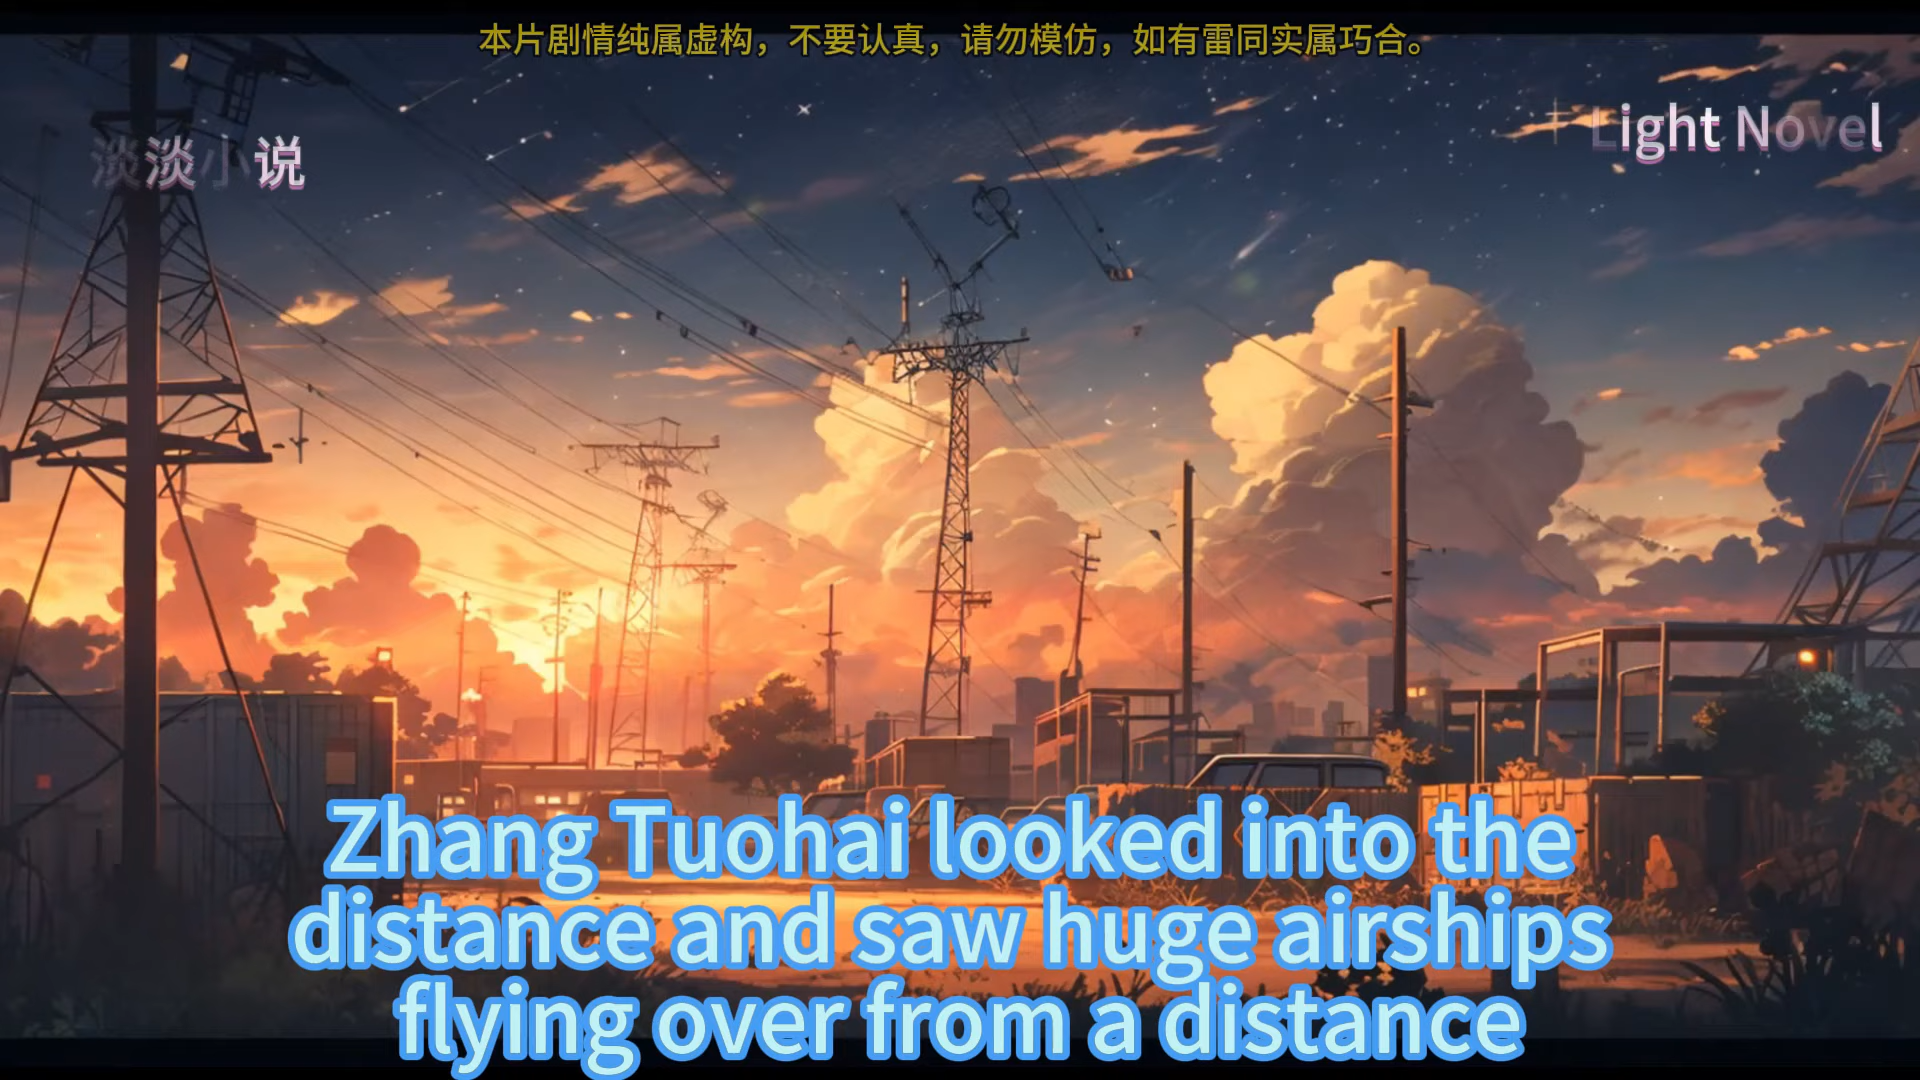 本片剧情纯属虚构，不要认真，请勿模仿，如有雷同实属巧合。
淡淡小说
Light Novel
Zhang Tuohai looked into the
distance and saw huge airships
flying over from a distance